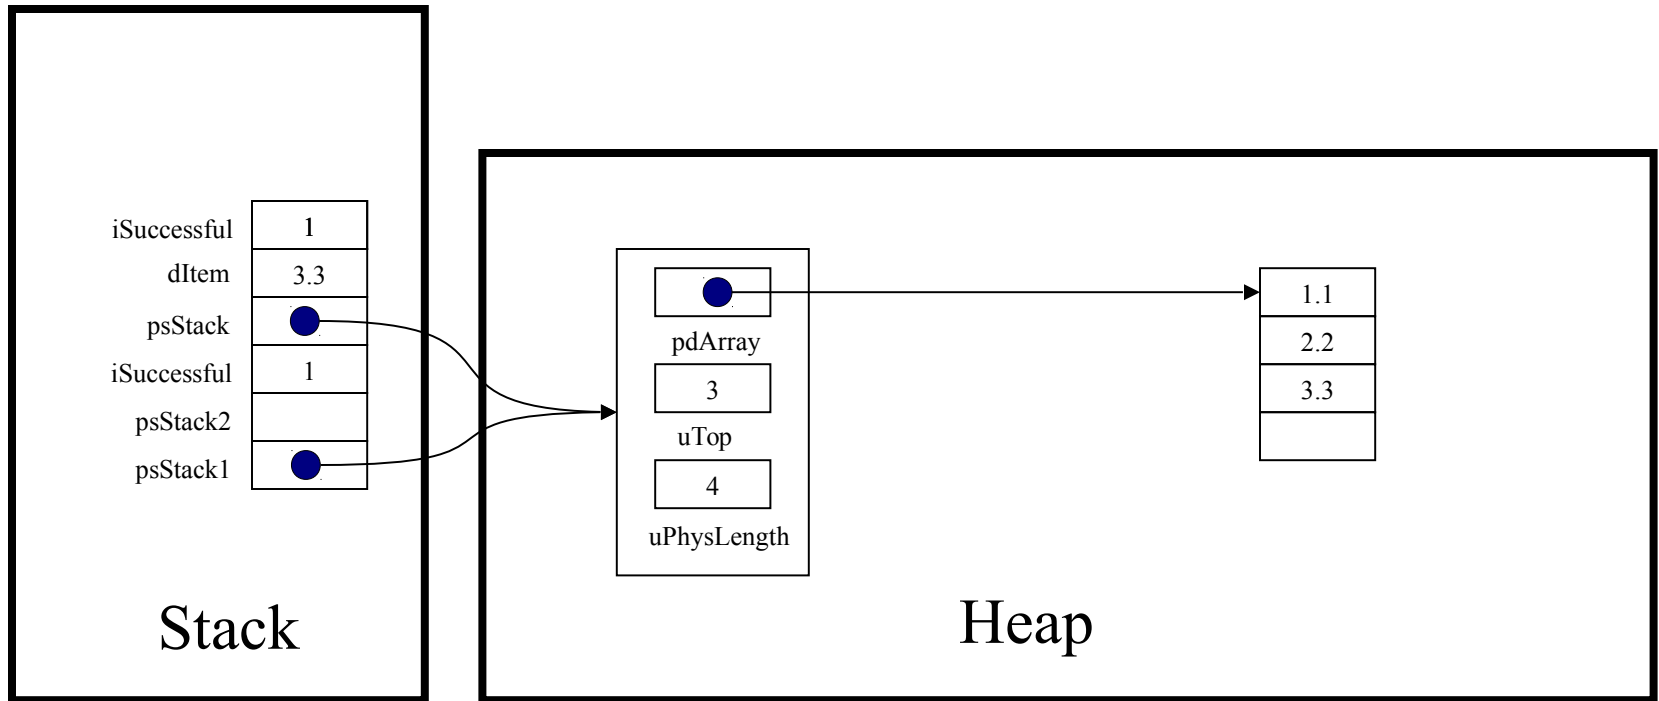 iSuccessful 1
dItem 3.3
psStack
iSuccessful 1
psStack2
psStack1
Stack
pdArray
3
uTop
4
uPhysLength
1.1
2.2
3.3
Heap